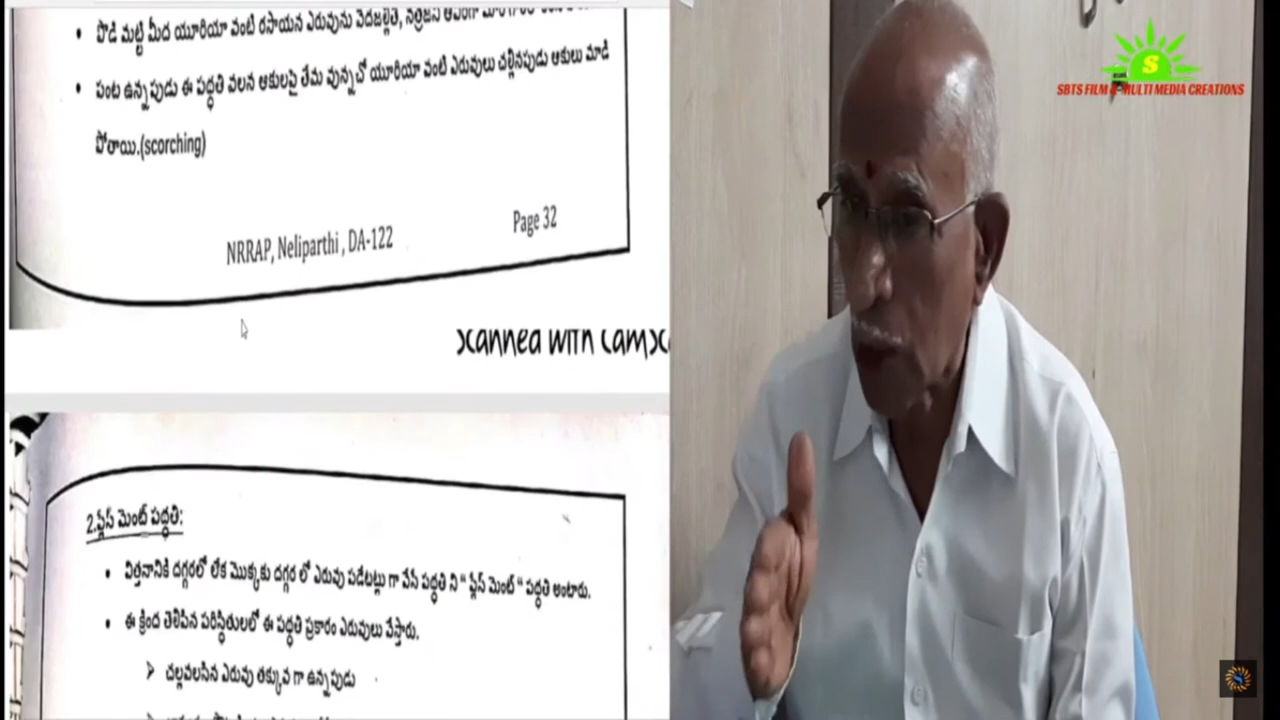 • పొడి మట్టి మీద యూరియా వంటి రసాయన ఎరువును వెదజల్లితే, నత్రజని ఆవిరిగా
• పంట ఉన్నపుడు ఈ పద్ధతి వలన ఆకులపై తేమ వున్నచో యూరియా వంటి ఎరువులు చల్లినపుడు ఆకులు మాడి
పోతాయి.(scorching)
NRRAP, Neliparthi , DA-122
Page 32
2.ప్లేస్ మెంట్ పద్ధతి:
• విత్తనానికి దగ్గరలో లేక మొక్కకు దగ్గర లో ఎరువు పడేటట్లు గా వేసే పద్ధతి ని “ ప్లేస్ మెంట్ “ పద్ధతి అంటారు.
• ఈ క్రింద తెలిపిన పరిస్థితులలో ఈ పద్ధతి ప్రకారం ఎరువులు వేస్తారు.
➢ చల్లవలసిన ఎరువు తక్కువ గా ఉన్నపుడు
S
SBTS FILM & MULTI MEDIA CREATIONS